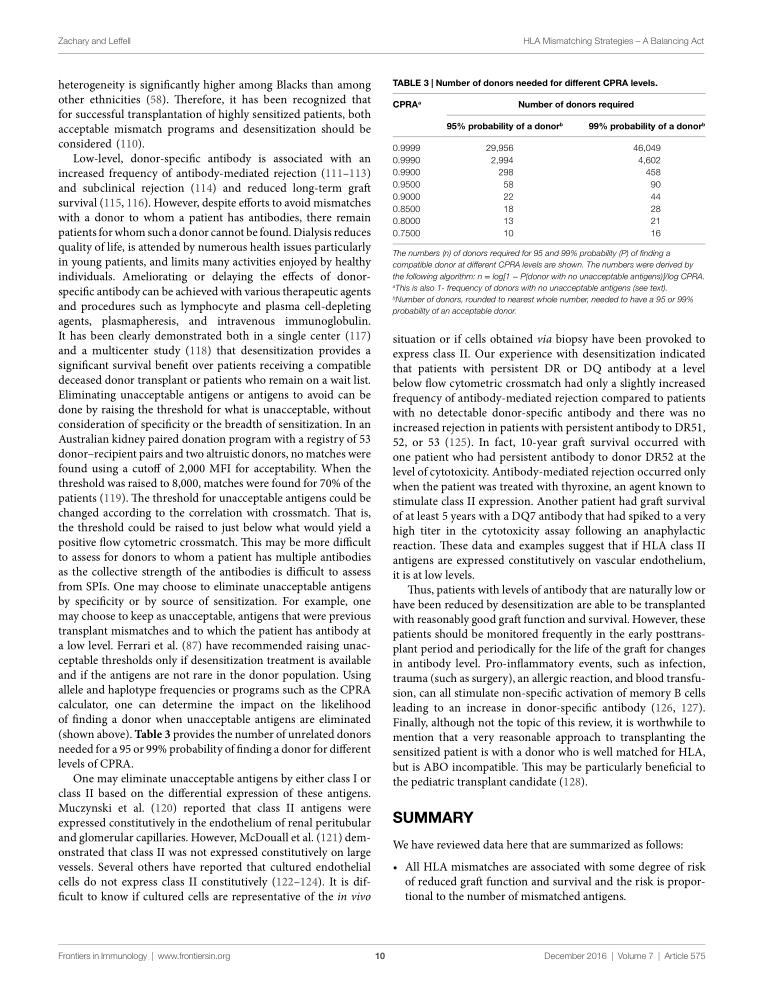 Zachary and Leffell
HLA Mismatching Strategies – A Balancing Act
heterogeneity is significantly higher among Blacks than among
other ethnicities (58). Therefore, it has been recognized that
for successful transplantation of highly sensitized patients, both
acceptable mismatch programs and desensitization should be
considered (110).
Low-level, donor-specific antibody is associated with an
increased frequency of antibody-mediated rejection (111–113)
and subclinical rejection (114) and reduced long-term graft
survival (115, 116). However, despite efforts to avoid mismatches
with a donor to whom a patient has antibodies, there remain
patients for whom such a donor cannot be found. Dialysis reduces
quality of life, is attended by numerous health issues particularly
in young patients, and limits many activities enjoyed by healthy
individuals. Ameliorating or delaying the effects of donor-
specific antibody can be achieved with various therapeutic agents
and procedures such as lymphocyte and plasma cell-depleting
agents, plasmapheresis, and intravenous immunoglobulin.
It has been clearly demonstrated both in a single center (117)
and a multicenter study (118) that desensitization provides a
significant survival benefit over patients receiving a compatible
deceased donor transplant or patients who remain on a wait list.
Eliminating unacceptable antigens or antigens to avoid can be
done by raising the threshold for what is unacceptable, without
consideration of specificity or the breadth of sensitization. In an
Australian kidney paired donation program with a registry of 53
donor–recipient pairs and two altruistic donors, no matches were
found using a cutoff of 2,000 MFI for acceptability. When the
threshold was raised to 8,000, matches were found for 70% of the
patients (119). The threshold for unacceptable antigens could be
changed according to the correlation with crossmatch. That is,
the threshold could be raised to just below what would yield a
positive flow cytometric crossmatch. This may be more difficult
to assess for donors to whom a patient has multiple antibodies
as the collective strength of the antibodies is difficult to assess
from SPIs. One may choose to eliminate unacceptable antigens
by specificity or by source of sensitization. For example, one
may choose to keep as unacceptable, antigens that were previous
transplant mismatches and to which the patient has antibody at
a low level. Ferrari et al. (87) have recommended raising unac-
ceptable thresholds only if desensitization treatment is available
and if the antigens are not rare in the donor population. Using
allele and haplotype frequencies or programs such as the CPRA
calculator, one can determine the impact on the likelihood
of finding a donor when unacceptable antigens are eliminated
(shown above). Table 3 provides the number of unrelated donors
needed for a 95 or 99% probability of finding a donor for different
levels of CPRA.
One may eliminate unacceptable antigens by either class I or
class II based on the differential expression of these antigens.
Muczynski et al. (120) reported that class II antigens were
expressed constitutively in the endothelium of renal peritubular
and glomerular capillaries. However, McDouall et al. (121) dem-
onstrated that class II was not expressed constitutively on large
vessels. Several others have reported that cultured endothelial
cells do not express class II constitutively (122–124). It is dif-
ficult to know if cultured cells are representative of the in vivo
TABLE 3 | Number of donors needed for different CPRA levels.
CPRAᵃ Number of donors required
95% probability of a donorᵇ 99% probability of a donorᵇ
0.9999 29,956 46,049
0.9990 2,994 4,602
0.9900 298 458
0.9500 58 90
0.9000 22 44
0.8500 18 28
0.8000 13 21
0.7500 10 16
The numbers (n) of donors required for 95 and 99% probability (P) of finding a
compatible donor at different CPRA levels are shown. The numbers were derived by
the following algorithm: n = log[1 − P(donor with no unacceptable antigens)]/log CPRA.
ᵃThis is also 1- frequency of donors with no unacceptable antigens (see text).
ᵇNumber of donors, rounded to nearest whole number, needed to have a 95 or 99%
probability of an acceptable donor.
situation or if cells obtained via biopsy have been provoked to
express class II. Our experience with desensitization indicated
that patients with persistent DR or DQ antibody at a level
below flow cytometric crossmatch had only a slightly increased
frequency of antibody-mediated rejection compared to patients
with no detectable donor-specific antibody and there was no
increased rejection in patients with persistent antibody to DR51,
52, or 53 (125). In fact, 10-year graft survival occurred with
one patient who had persistent antibody to donor DR52 at the
level of cytotoxicity. Antibody-mediated rejection occurred only
when the patient was treated with thyroxine, an agent known to
stimulate class II expression. Another patient had graft survival
of at least 5 years with a DQ7 antibody that had spiked to a very
high titer in the cytotoxicity assay following an anaphylactic
reaction. These data and examples suggest that if HLA class II
antigens are expressed constitutively on vascular endothelium,
it is at low levels.
Thus, patients with levels of antibody that are naturally low or
have been reduced by desensitization are able to be transplanted
with reasonably good graft function and survival. However, these
patients should be monitored frequently in the early posttrans-
plant period and periodically for the life of the graft for changes
in antibody level. Pro-inflammatory events, such as infection,
trauma (such as surgery), an allergic reaction, and blood transfu-
sion, can all stimulate non-specific activation of memory B cells
leading to an increase in donor-specific antibody (126, 127).
Finally, although not the topic of this review, it is worthwhile to
mention that a very reasonable approach to transplanting the
sensitized patient is with a donor who is well matched for HLA,
but is ABO incompatible. This may be particularly beneficial to
the pediatric transplant candidate (128).
SUMMARY
We have reviewed data here that are summarized as follows:
• All HLA mismatches are associated with some degree of risk
of reduced graft function and survival and the risk is propor-
tional to the number of mismatched antigens.
Frontiers in Immunology | www.frontiersin.org
10
December 2016 | Volume 7 | Article 575